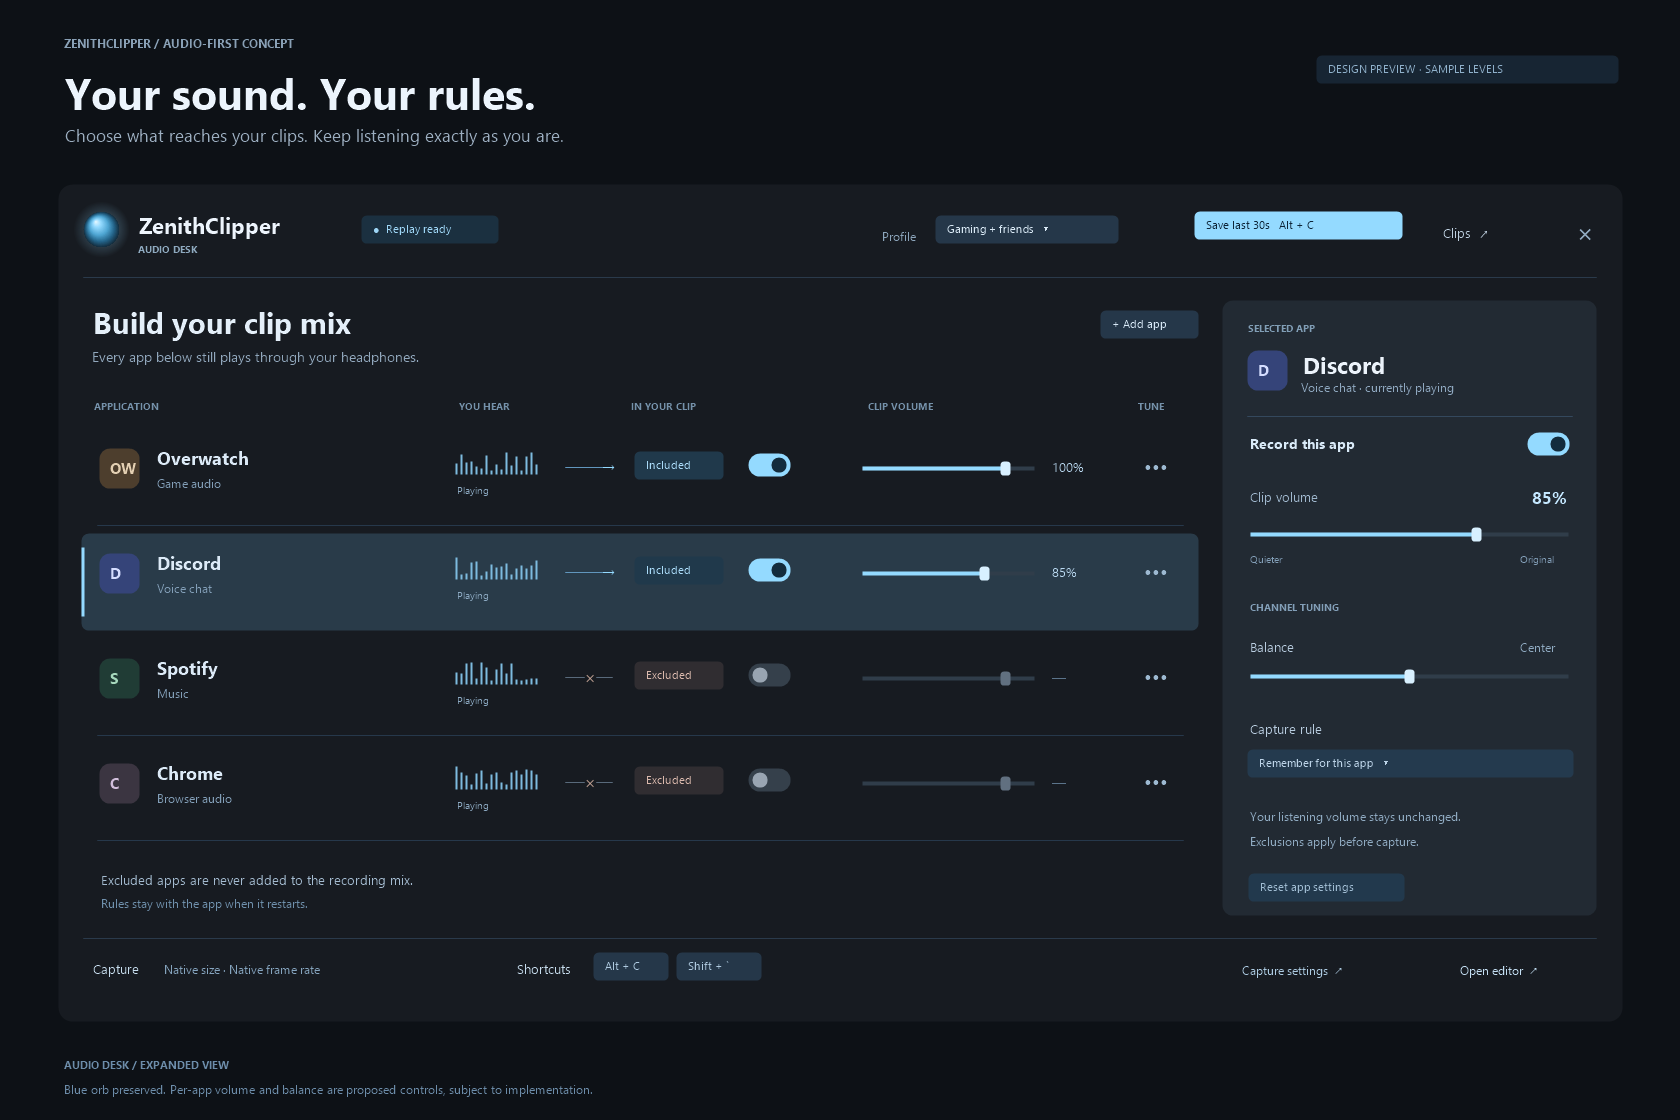 ZENITHCLIPPER / AUDIO-FIRST CONCEPT
DESIGN PREVIEW · SAMPLE LEVELS
Your sound. Your rules.
Choose what reaches your clips. Keep listening exactly as you are.
ZenithClipper
AUDIO DESK
● Replay ready
Profile
Gaming + friends ▾
Save last 30s Alt + C
Clips ↗
×
Build your clip mix
Every app below still plays through your headphones.
+ Add app
APPLICATION YOU HEAR IN YOUR CLIP CLIP VOLUME TUNE
OW
Overwatch
Game audio
Playing
→
Included
100%
•••
D
Discord
Voice chat
Playing
→
Included
85%
•••
S
Spotify
Music
Playing
×
Excluded
—
•••
C
Chrome
Browser audio
Playing
×
Excluded
—
•••
Excluded apps are never added to the recording mix.
Rules stay with the app when it restarts.
SELECTED APP
D
Discord
Voice chat · currently playing
Record this app
Clip volume 85%
Quieter Original
CHANNEL TUNING
Balance Center
Capture rule
Remember for this app ▾
Your listening volume stays unchanged.
Exclusions apply before capture.
Reset app settings
Capture Native size · Native frame rate
Shortcuts Alt + C Shift + `
Capture settings ↗
Open editor ↗
AUDIO DESK / EXPANDED VIEW
Blue orb preserved. Per-app volume and balance are proposed controls, subject to implementation.